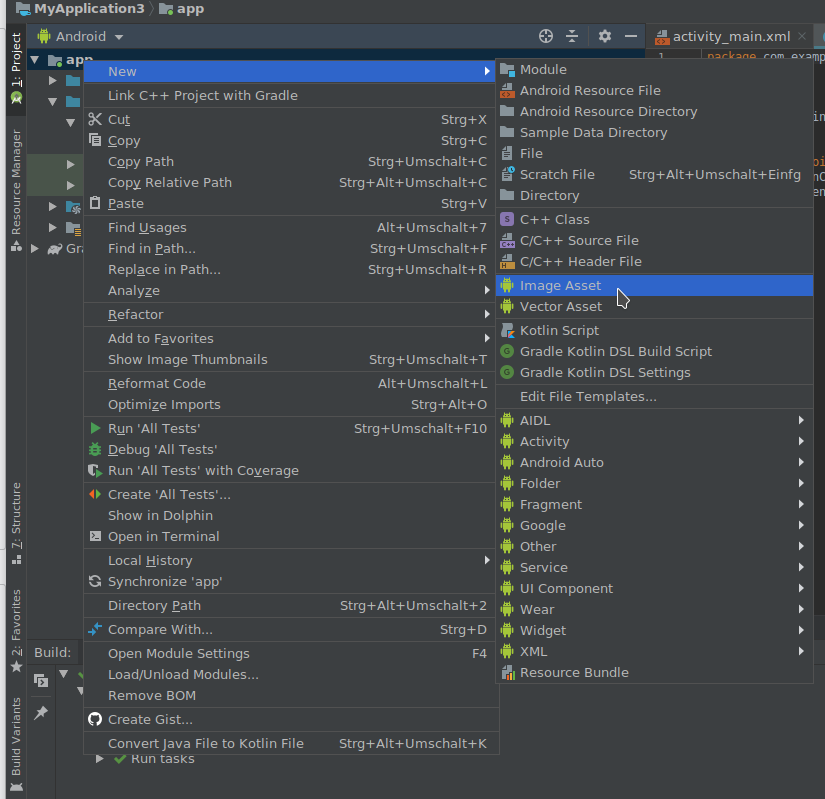 MyApplication3 app
Android
activity_main.xml
1: Project
Resource Manager
7: Structure
2: Favorites
Build Variants
app
1
package com.examp
New
Link C++ Project with Gradle
Cut Strg+X
Copy Strg+C
Copy Path Strg+Umschalt+C
Copy Relative Path Strg+Alt+Umschalt+C
Paste Strg+V
Find Usages Alt+Umschalt+7
Find in Path... Strg+Umschalt+F
Replace in Path... Strg+Umschalt+R
Analyze
Refactor
Add to Favorites
Show Image Thumbnails Strg+Umschalt+T
Reformat Code Alt+Umschalt+L
Optimize Imports Strg+Alt+O
Run 'All Tests' Strg+Umschalt+F10
Debug 'All Tests'
Run 'All Tests' with Coverage
Create 'All Tests'...
Show in Dolphin
Open in Terminal
Local History
Synchronize 'app'
Directory Path Strg+Alt+Umschalt+2
Compare With... Strg+D
Open Module Settings F4
Load/Unload Modules...
Remove BOM
Create Gist...
Convert Java File to Kotlin File Strg+Alt+Umschalt+K
Module
Android Resource File
Android Resource Directory
Sample Data Directory
File
Scratch File Strg+Alt+Umschalt+Einfg
Directory
C++ Class
C/C++ Source File
C/C++ Header File
Image Asset
Vector Asset
Kotlin Script
Gradle Kotlin DSL Build Script
Gradle Kotlin DSL Settings
Edit File Templates...
AIDL
Activity
Android Auto
Folder
Fragment
Google
Other
Service
UI Component
Wear
Widget
XML
Resource Bundle
Build:
Run tasks